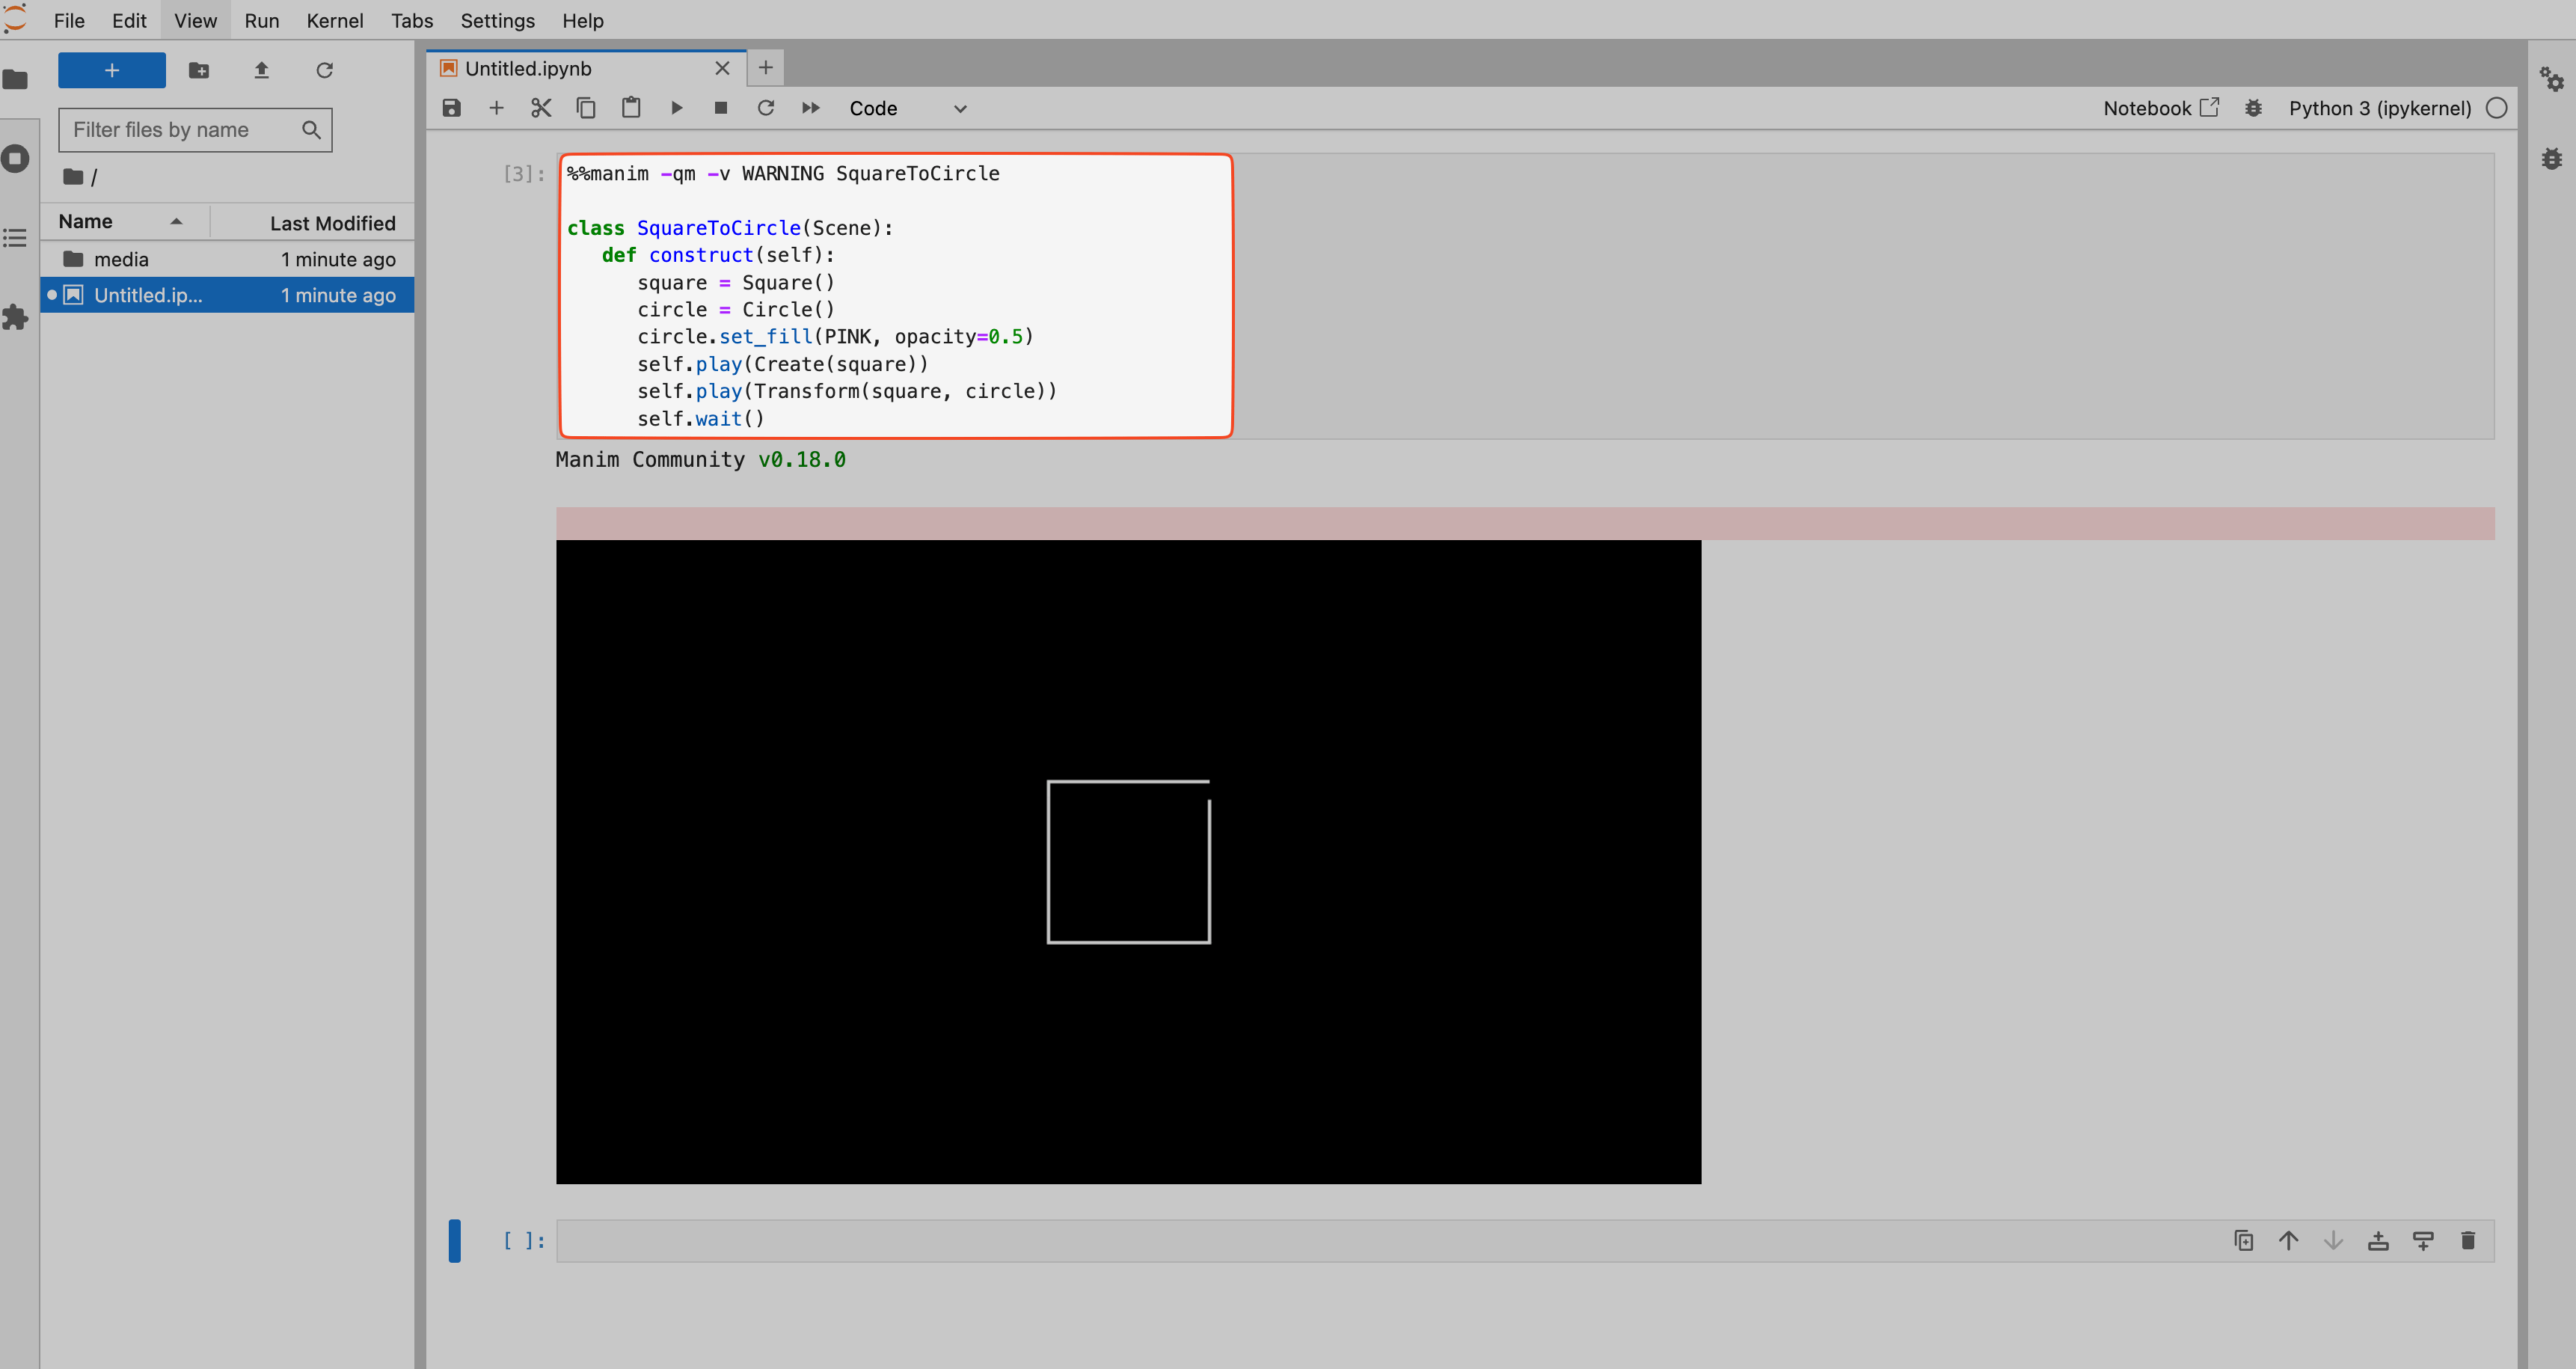 File Edit View Run Kernel Tabs Settings Help
+
Filter files by name
/
Name Last Modified
media 1 minute ago
Untitled.ip... 1 minute ago
Untitled.ipynb
Code
Notebook
Python 3 (ipykernel)
[3]:
%%manim -qm -v WARNING SquareToCircle
class SquareToCircle(Scene):
def construct(self):
square = Square()
circle = Circle()
circle.set_fill(PINK, opacity=0.5)
self.play(Create(square))
self.play(Transform(square, circle))
self.wait()
Manim Community v0.18.0
[ ]: